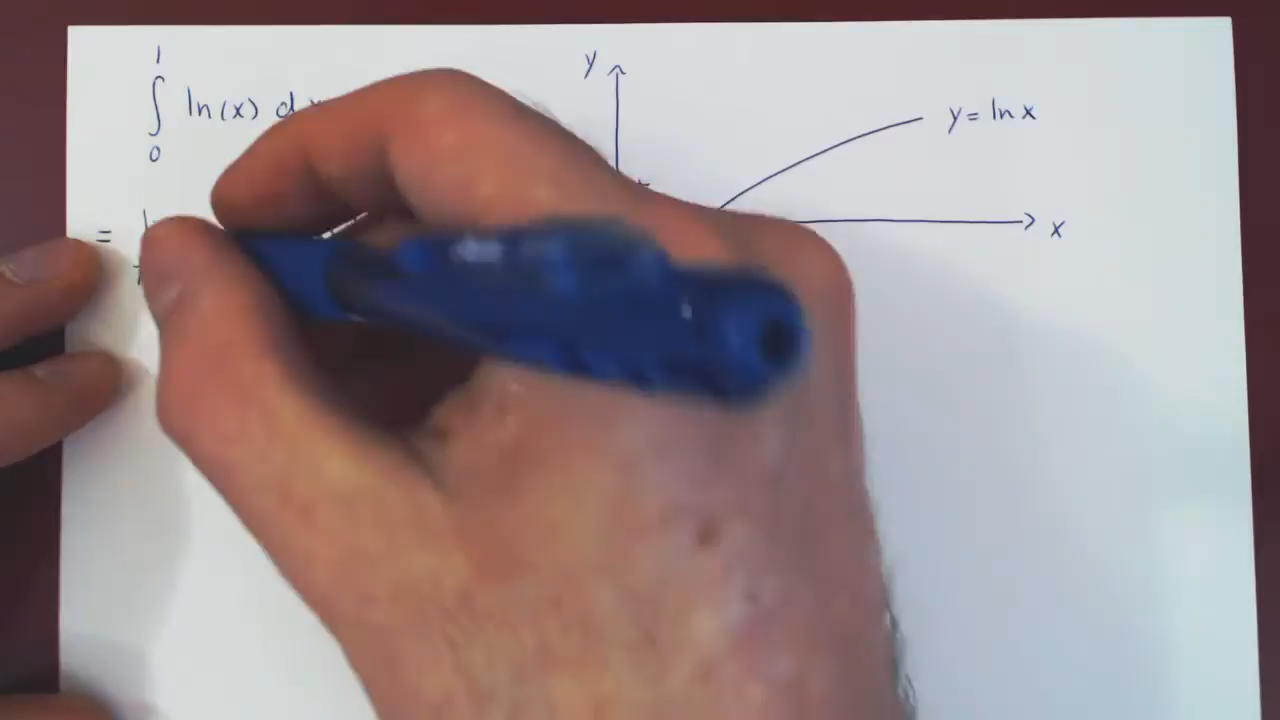 1
∫ ln(x) d
0
y
y = ln x
x
=